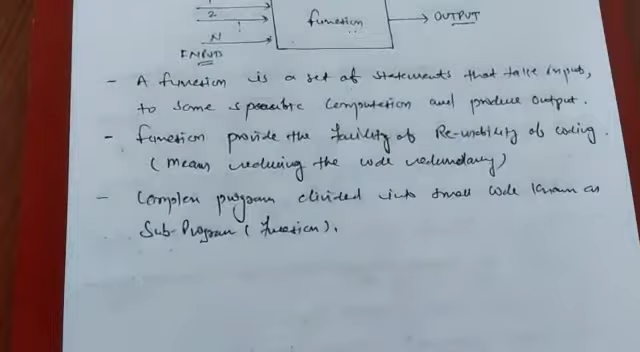 1
2
function → OUTPUT
N
INPUTS
- A function is a set of statements that take inputs,
to some specific computation and produce output.
- function provide the facility of Re-usability of coding.
(means reducing the code redundancy)
- Complex program divided into small code known as
Sub-Program (function).